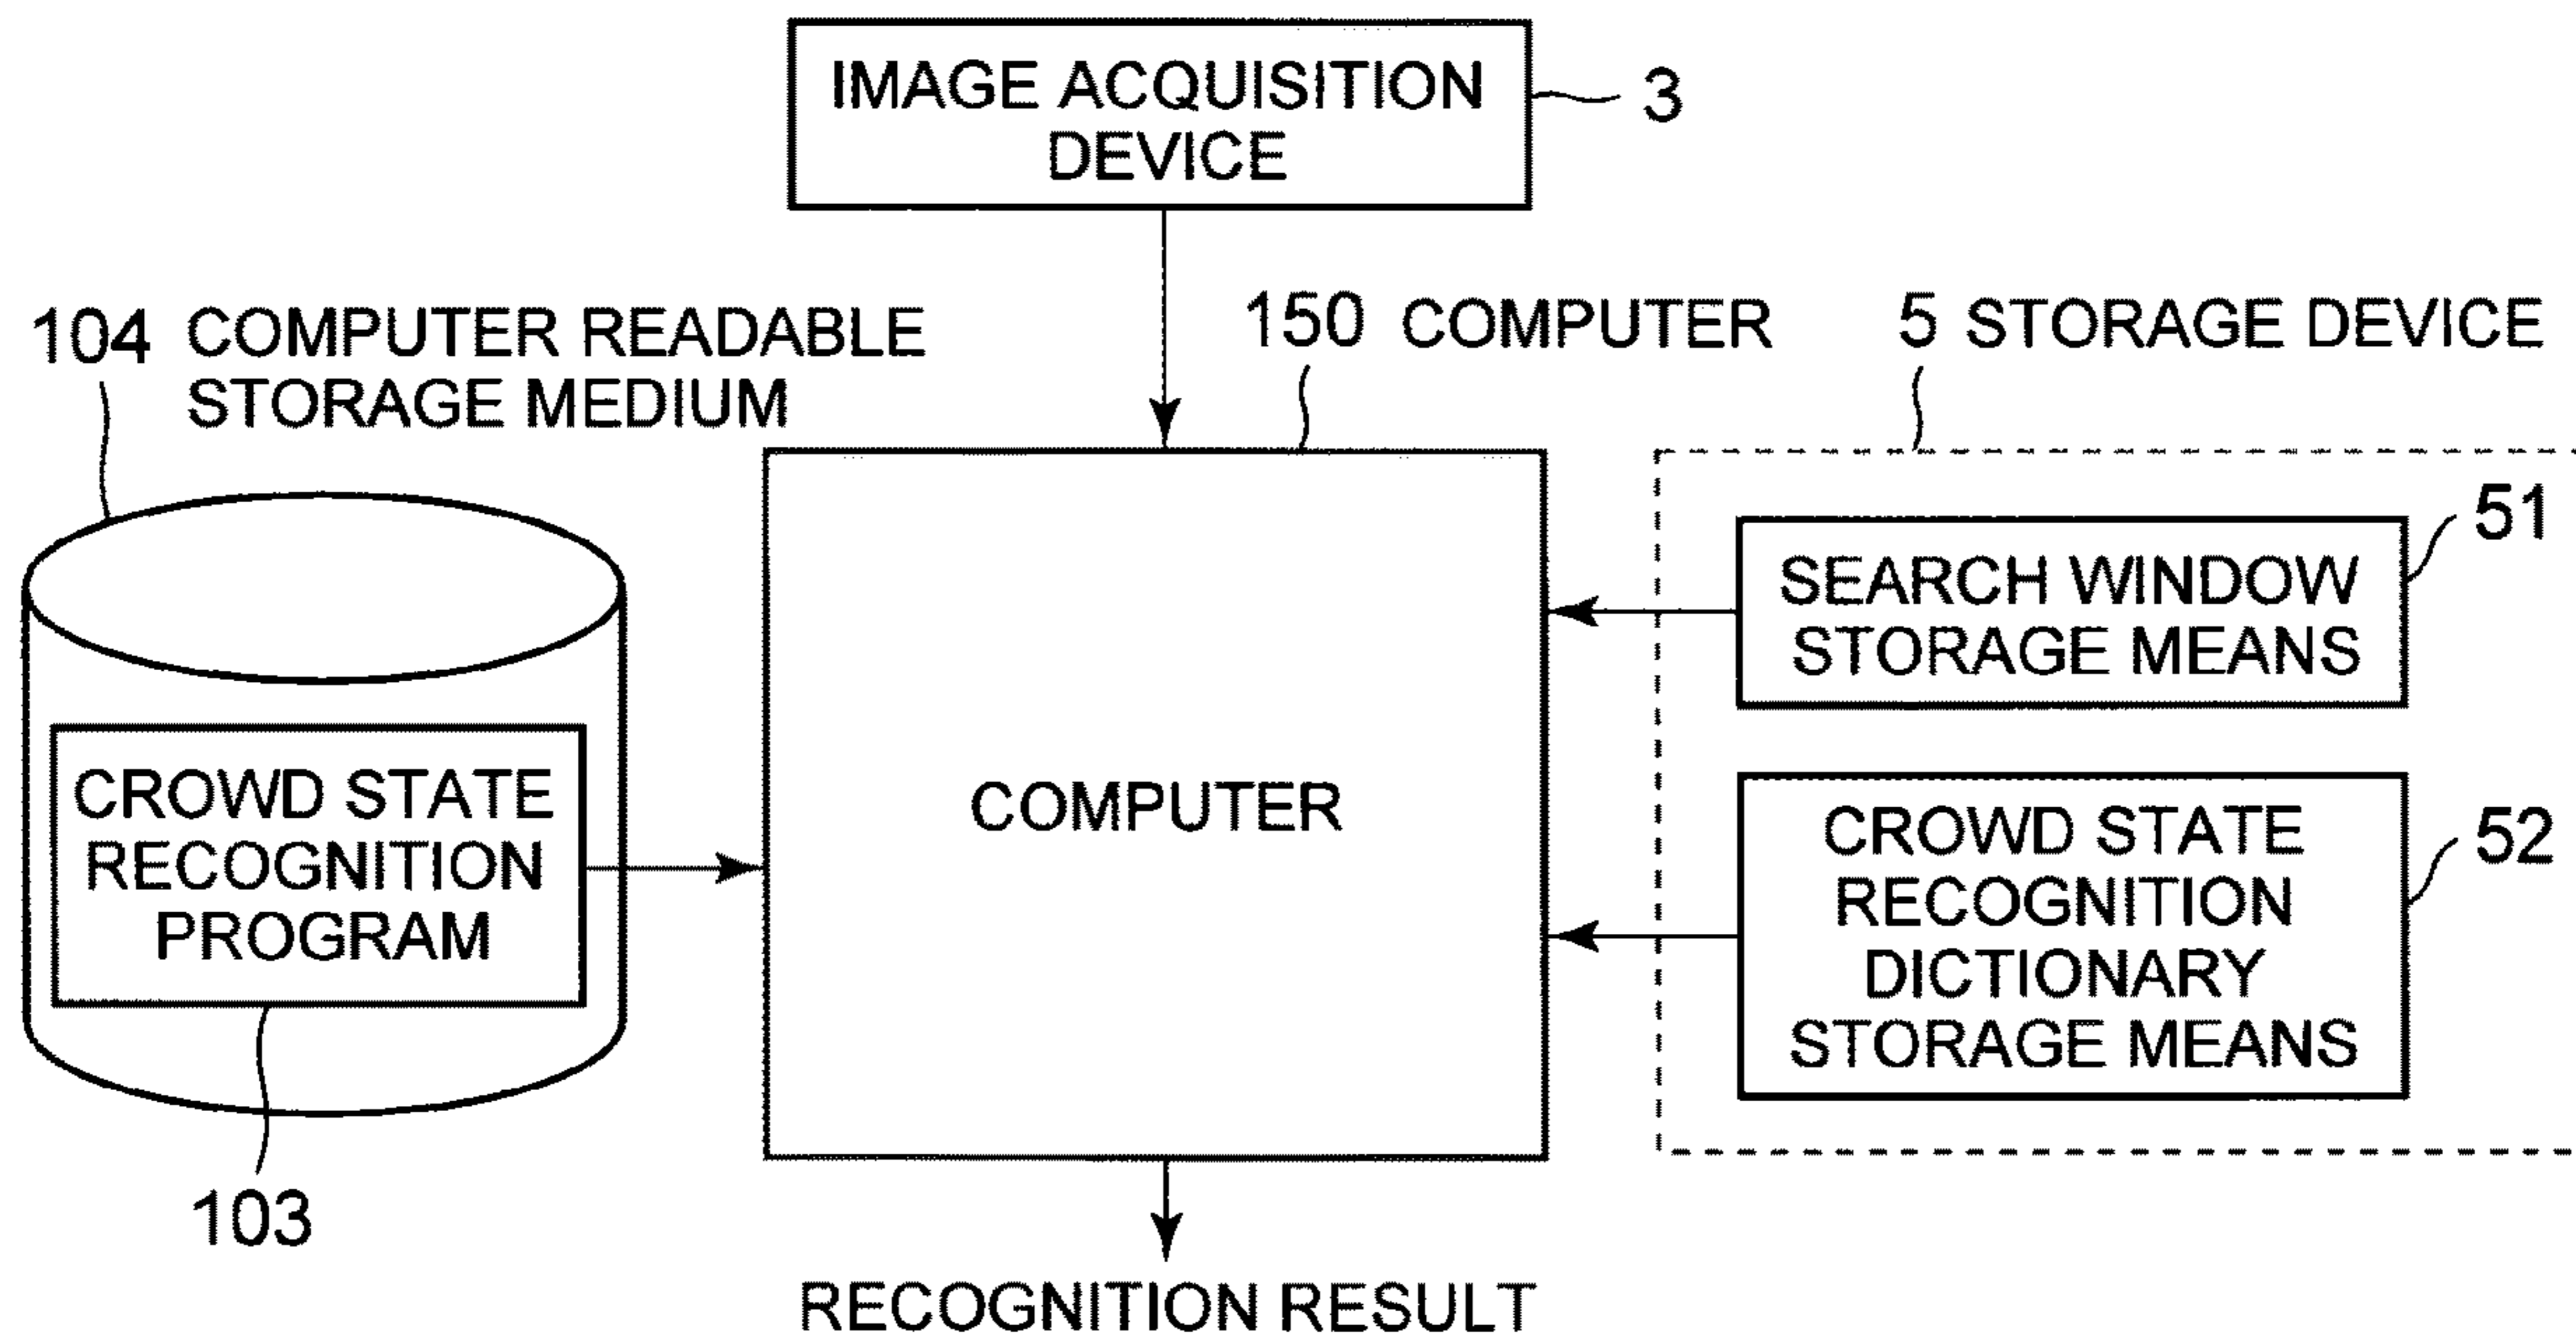 IMAGE ACQUISITION
DEVICE
3
104 COMPUTER READABLE
STORAGE MEDIUM
150 COMPUTER
5 STORAGE DEVICE
CROWD STATE
RECOGNITION
PROGRAM
103
COMPUTER
51
SEARCH WINDOW
STORAGE MEANS
52
CROWD STATE
RECOGNITION
DICTIONARY
STORAGE MEANS
RECOGNITION RESULT